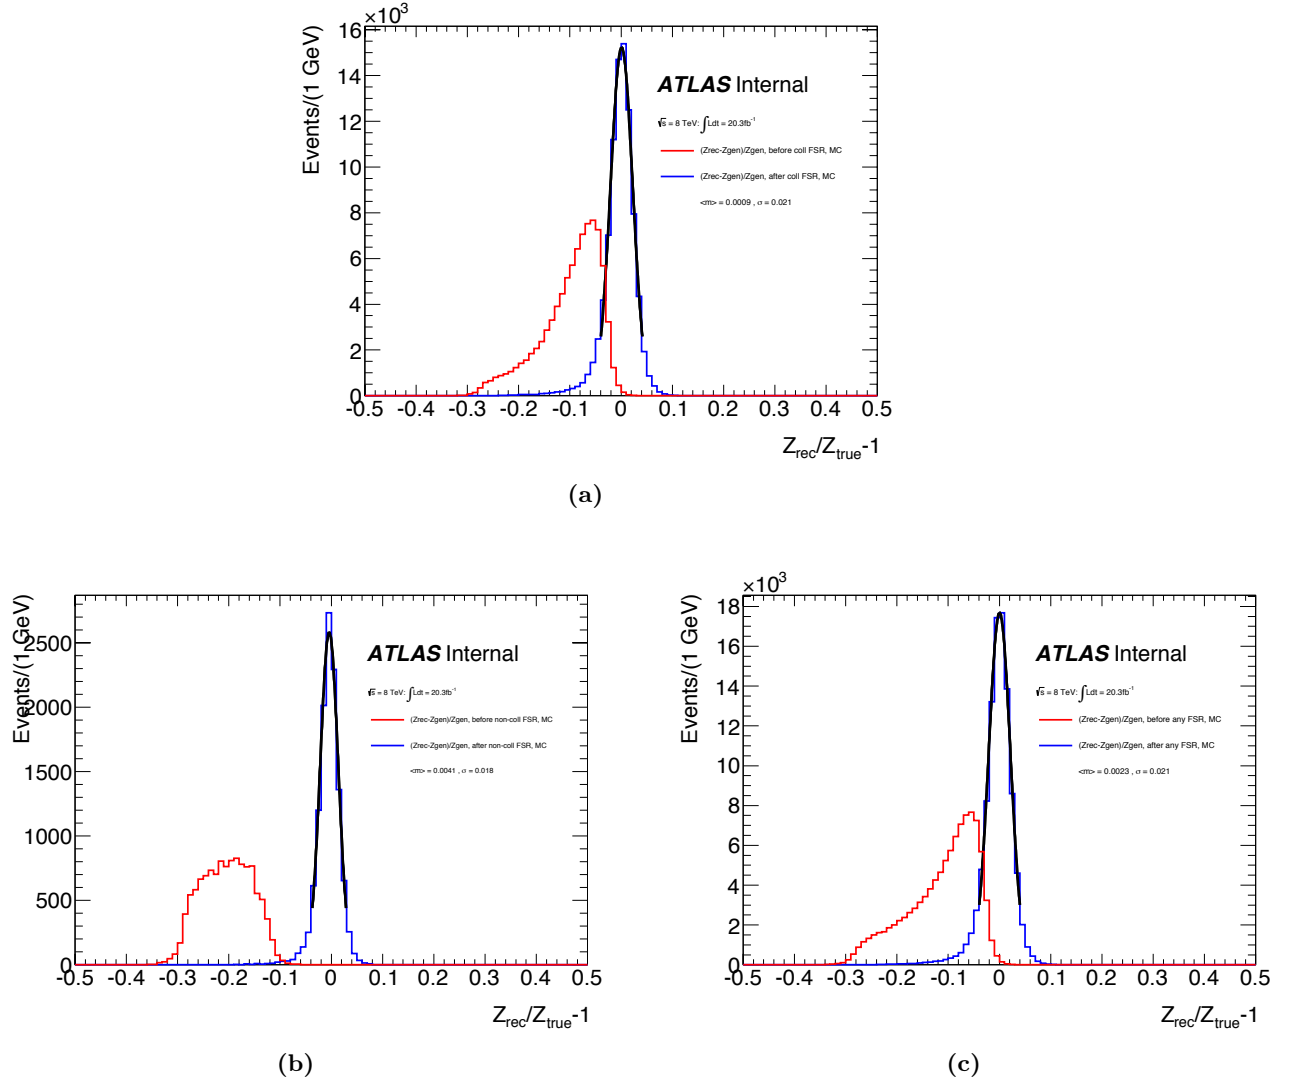 ×10³
Events/(1 GeV)
16
14
12
10
8
6
4
2
0
ATLAS Internal
√s = 8 TeV: ∫Ldt = 20.3fb⁻¹
(Zrec-Zgen)/Zgen, before coll FSR, MC
(Zrec-Zgen)/Zgen, after coll FSR, MC
<m> = 0.0009 , σ = 0.021
-0.5 -0.4 -0.3 -0.2 -0.1 0 0.1 0.2 0.3 0.4 0.5
Z_rec/Z_true-1
(a)
Events/(1 GeV)
2500
2000
1500
1000
500
0
ATLAS Internal
√s = 8 TeV: ∫Ldt = 20.3fb⁻¹
(Zrec-Zgen)/Zgen, before non-coll FSR, MC
(Zrec-Zgen)/Zgen, after non-coll FSR, MC
<m> = 0.0041 , σ = 0.018
-0.5 -0.4 -0.3 -0.2 -0.1 0 0.1 0.2 0.3 0.4 0.5
Z_rec/Z_true-1
(b)
×10³
Events/(1 GeV)
18
16
14
12
10
8
6
4
2
0
ATLAS Internal
√s = 8 TeV: ∫Ldt = 20.3fb⁻¹
(Zrec-Zgen)/Zgen, before any FSR, MC
(Zrec-Zgen)/Zgen, after any FSR, MC
<m> = 0.0023 , σ = 0.021
-0.5 -0.4 -0.3 -0.2 -0.1 0 0.1 0.2 0.3 0.4 0.5
Z_rec/Z_true-1
(c)